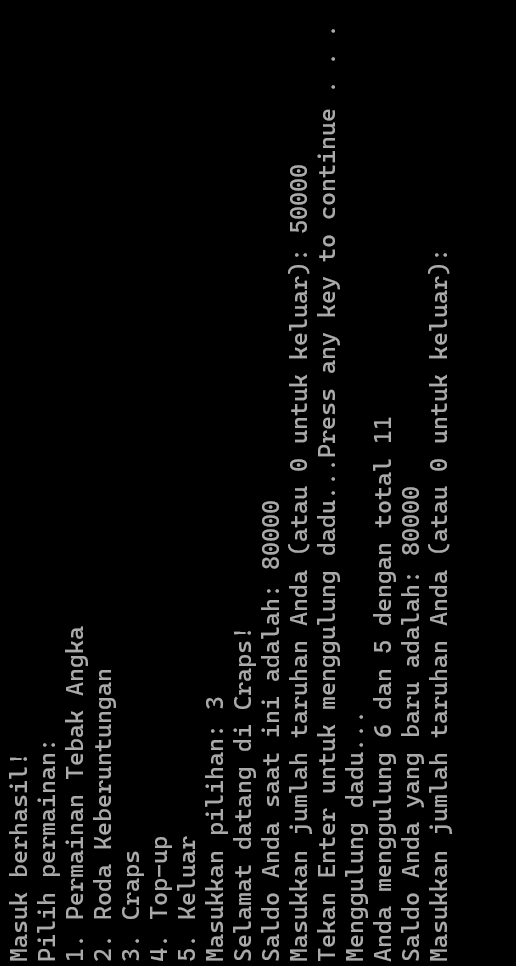 Masuk berhasil!
Pilih permainan:
1. Permainan Tebak Angka
2. Roda Keberuntungan
3. Craps
4. Top-up
5. Keluar
Masukkan pilihan: 3
Selamat datang di Craps!
Saldo Anda saat ini adalah: 80000
Masukkan jumlah taruhan Anda (atau 0 untuk keluar): 50000
Tekan Enter untuk menggulung dadu...Press any key to continue . . .
Menggulung dadu...
Anda menggulung 6 dan 5 dengan total 11
Saldo Anda yang baru adalah: 80000
Masukkan jumlah taruhan Anda (atau 0 untuk keluar):